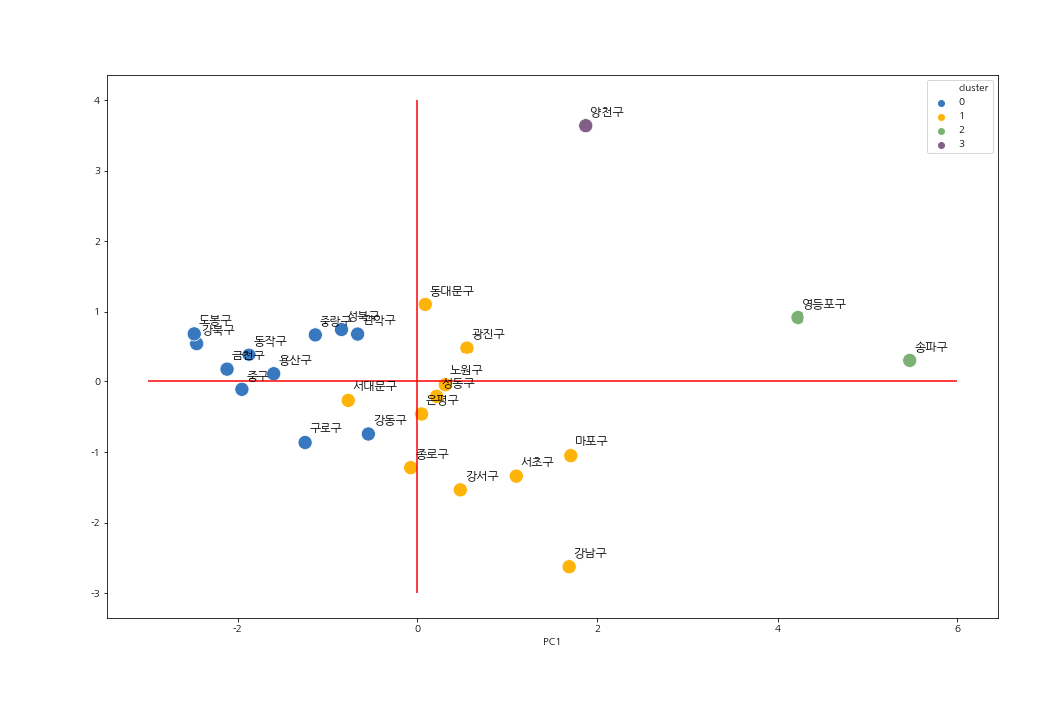 cluster
0
1
2
3
4
3
2
1
0
-1
-2
-3
양천구
동대문구
영등포구
도봉구
강북구
중랑구
성북구
관악구
광진구
송파구
동작구
금천구
용산구
중구
노원구
성동구
서대문구
은평구
구로구
강동구
종로구
마포구
서초구
강서구
강남구
-2
0
2
4
6
PC1